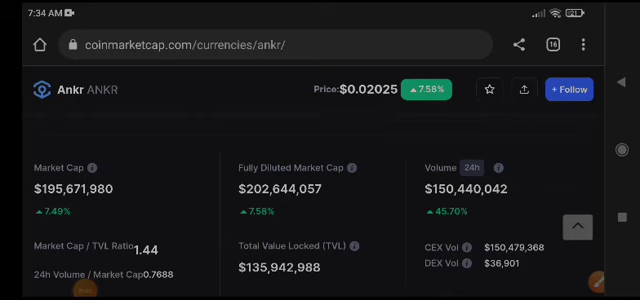 7:34 AM
coinmarketcap.com/currencies/ankr/
16
Ankr ANKR
Price:$0.02025
7.58%
+ Follow
Market Cap
Fully Diluted Market Cap
Volume 24h
$195,671,980
$202,644,057
$150,440,042
7.49%
7.58%
45.70%
Market Cap / TVL Ratio 1.44
Total Value Locked (TVL)
CEX Vol $150,479,368
$135,942,988
DEX Vol $36,901
24h Volume / Market Cap 0.7688